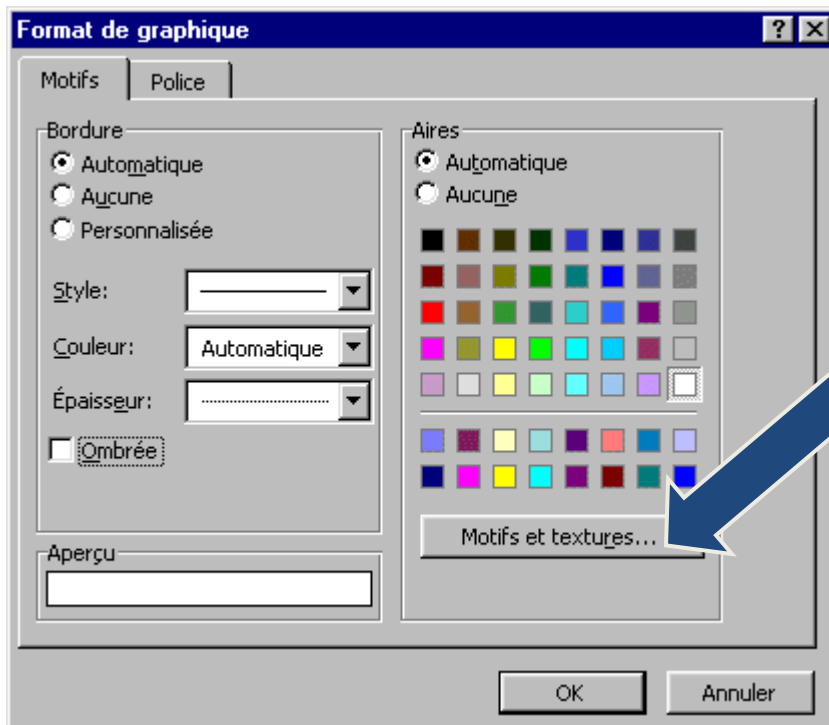 Format de graphique
Motifs
Police
Bordure
Automatique
Aucune
Personnalisée
Style:
Couleur:
Automatique
Épaisseur:
Ombrée
Aperçu
Aires
Automatique
Aucune
Motifs et textures...
OK
Annuler